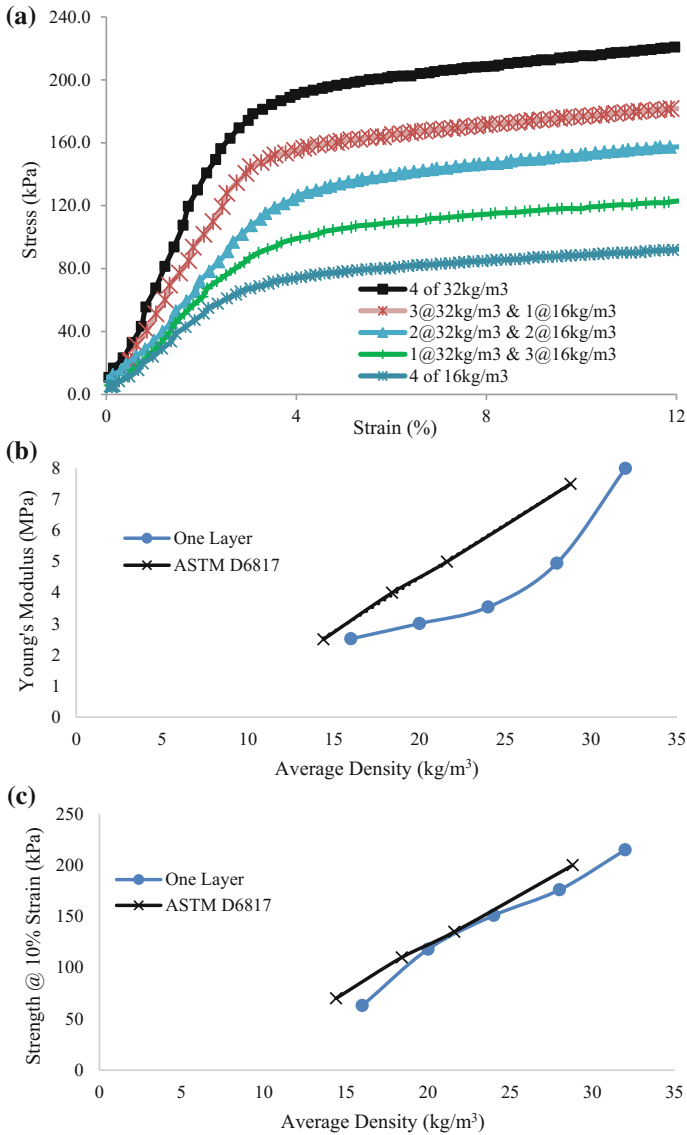 (a)
240.0
200.0
160.0
120.0
80.0
40.0
0.0
Stress (kPa)
4 of 32kg/m3
3@32kg/m3 & 1@16kg/m3
2@32kg/m3 & 2@16kg/m3
1@32kg/m3 & 3@16kg/m3
4 of 16kg/m3
0 4 8 12
Strain (%)
(b)
8
7
6
5
4
3
2
1
0
Young's Modulus (MPa)
One Layer
ASTM D6817
0 5 10 15 20 25 30 35
Average Density (kg/m³)
(c)
250
200
150
100
50
0
Strength @ 10% Strain (kPa)
One Layer
ASTM D6817
0 5 10 15 20 25 30 35
Average Density (kg/m³)